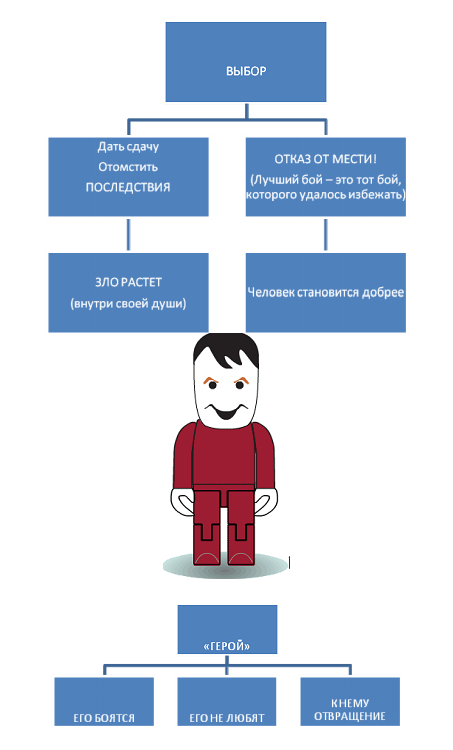 ВЫБОР
Дать сдачу
Отомстить
ПОСЛЕДСТВИЯ
ОТКАЗ ОТ МЕСТИ!
(Лучший бой – это тот бой,
которого удалось избежать)
ЗЛО РАСТЕТ
(внутри своей души)
Человек становится добрее
«ГЕРОЙ»
ЕГО БОЯТСЯ
ЕГО НЕ ЛЮБЯТ
К НЕМУ
ОТВРАЩЕНИЕ